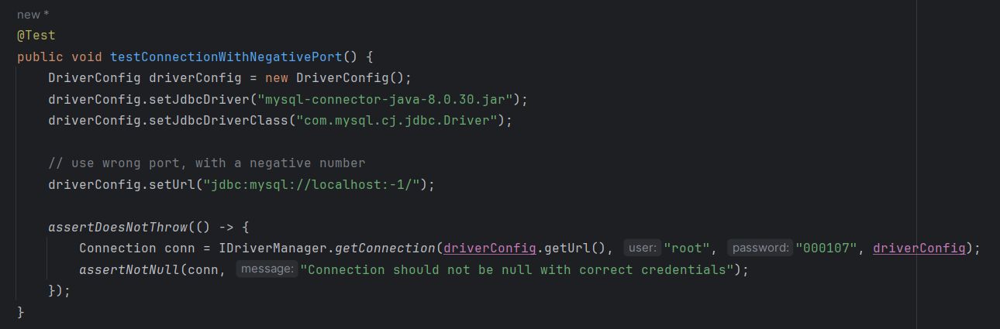 new *
@Test
public void testConnectionWithNegativePort() {
    DriverConfig driverConfig = new DriverConfig();
    driverConfig.setJdbcDriver("mysql-connector-java-8.0.30.jar");
    driverConfig.setJdbcDriverClass("com.mysql.cj.jdbc.Driver");

    // use wrong port, with a negative number
    driverConfig.setUrl("jdbc:mysql://localhost:-1/");

    assertDoesNotThrow(() -> {
        Connection conn = IDriverManager.getConnection(driverConfig.getUrl(), user: "root", password: "000107", driverConfig);
        assertNotNull(conn, message: "Connection should not be null with correct credentials");
    });
}